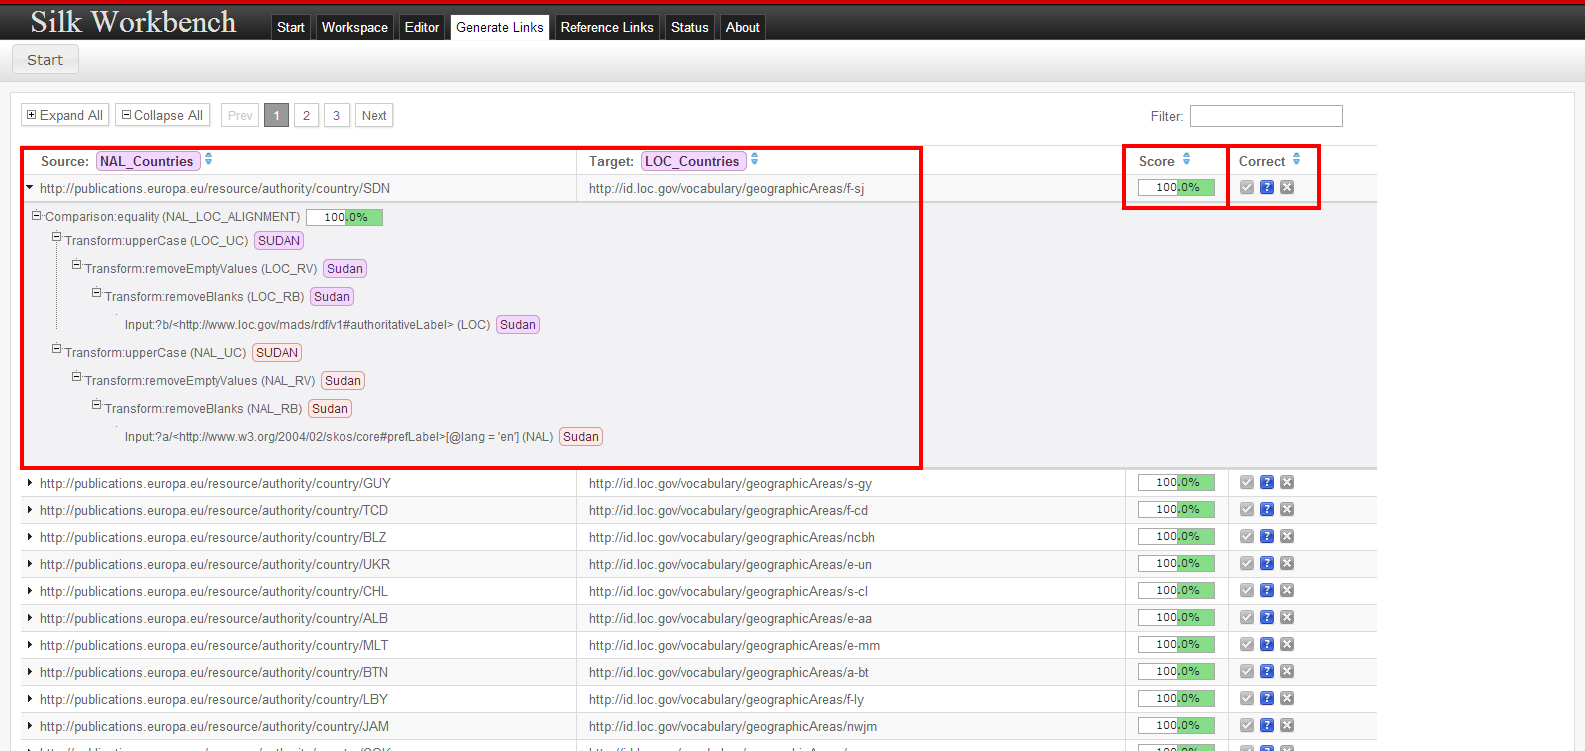 Silk Workbench Start Workspace Editor Generate Links Reference Links Status About
Start
Expand All Collapse All Prev 1 2 3 Next Filter:
Source: NAL_Countries Target: LOC_Countries Score Correct
http://publications.europa.eu/resource/authority/country/SDN http://id.loc.gov/vocabulary/geographicAreas/f-sj 100.0%
Comparison:equality (NAL_LOC_ALIGNMENT) 100.0%
Transform:upperCase (LOC_UC) SUDAN
Transform:removeEmptyValues (LOC_RV) Sudan
Transform:removeBlanks (LOC_RB) Sudan
Input:?b/<http://www.loc.gov/mads/rdf/v1#authoritativeLabel> (LOC) Sudan
Transform:upperCase (NAL_UC) SUDAN
Transform:removeEmptyValues (NAL_RV) Sudan
Transform:removeBlanks (NAL_RB) Sudan
Input:?a/<http://www.w3.org/2004/02/skos/core#prefLabel>[@lang = 'en'] (NAL) Sudan
http://publications.europa.eu/resource/authority/country/GUY http://id.loc.gov/vocabulary/geographicAreas/s-gy 100.0%
http://publications.europa.eu/resource/authority/country/TCD http://id.loc.gov/vocabulary/geographicAreas/f-cd 100.0%
http://publications.europa.eu/resource/authority/country/BLZ http://id.loc.gov/vocabulary/geographicAreas/ncbh 100.0%
http://publications.europa.eu/resource/authority/country/UKR http://id.loc.gov/vocabulary/geographicAreas/e-un 100.0%
http://publications.europa.eu/resource/authority/country/CHL http://id.loc.gov/vocabulary/geographicAreas/s-cl 100.0%
http://publications.europa.eu/resource/authority/country/ALB http://id.loc.gov/vocabulary/geographicAreas/e-aa 100.0%
http://publications.europa.eu/resource/authority/country/MLT http://id.loc.gov/vocabulary/geographicAreas/e-mm 100.0%
http://publications.europa.eu/resource/authority/country/BTN http://id.loc.gov/vocabulary/geographicAreas/a-bt 100.0%
http://publications.europa.eu/resource/authority/country/LBY http://id.loc.gov/vocabulary/geographicAreas/f-ly 100.0%
http://publications.europa.eu/resource/authority/country/JAM http://id.loc.gov/vocabulary/geographicAreas/nwjm 100.0%